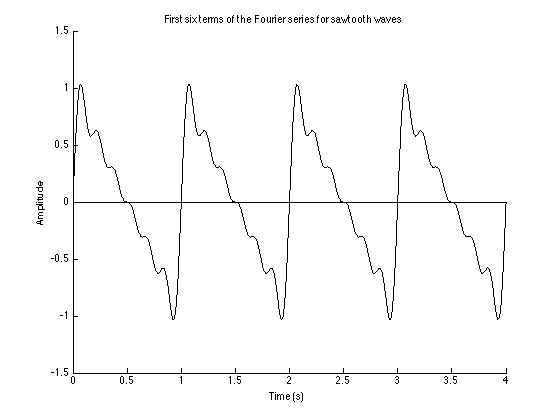 First six terms of the Fourier series for sawtooth waves
1.5
1
0.5
0
-0.5
-1
-1.5
Amplitude
0 0.5 1 1.5 2 2.5 3 3.5 4
Time (s)